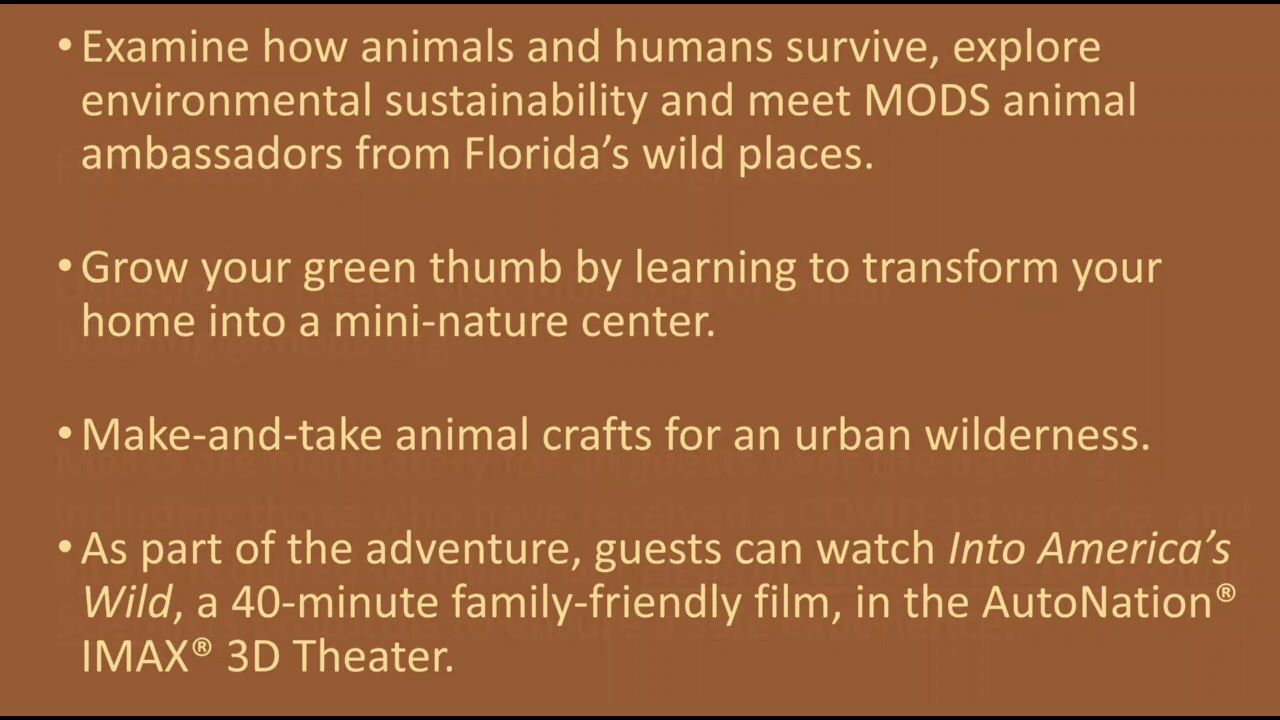 • Examine how animals and humans survive, explore
environmental sustainability and meet MODS animal
ambassadors from Florida’s wild places.
• Grow your green thumb by learning to transform your
home into a mini-nature center.
• Make-and-take animal crafts for an urban wilderness.
• As part of the adventure, guests can watch Into America’s
Wild, a 40-minute family-friendly film, in the AutoNation®
IMAX® 3D Theater.